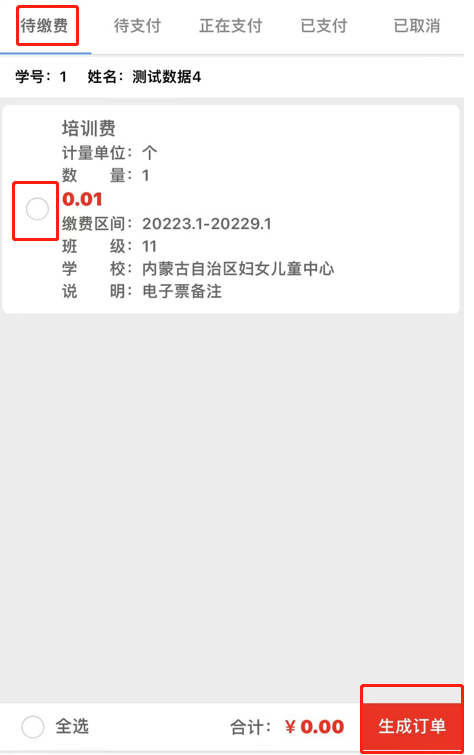 待缴费 待支付 正在支付 已支付 已取消
学号：1 姓名：测试数据4
培训费
计量单位：个
数 量：1
0.01
缴费区间：20223.1-20229.1
班 级：11
学 校：内蒙古自治区妇女儿童中心
说 明：电子票备注
全选 合计：￥0.00 生成订单